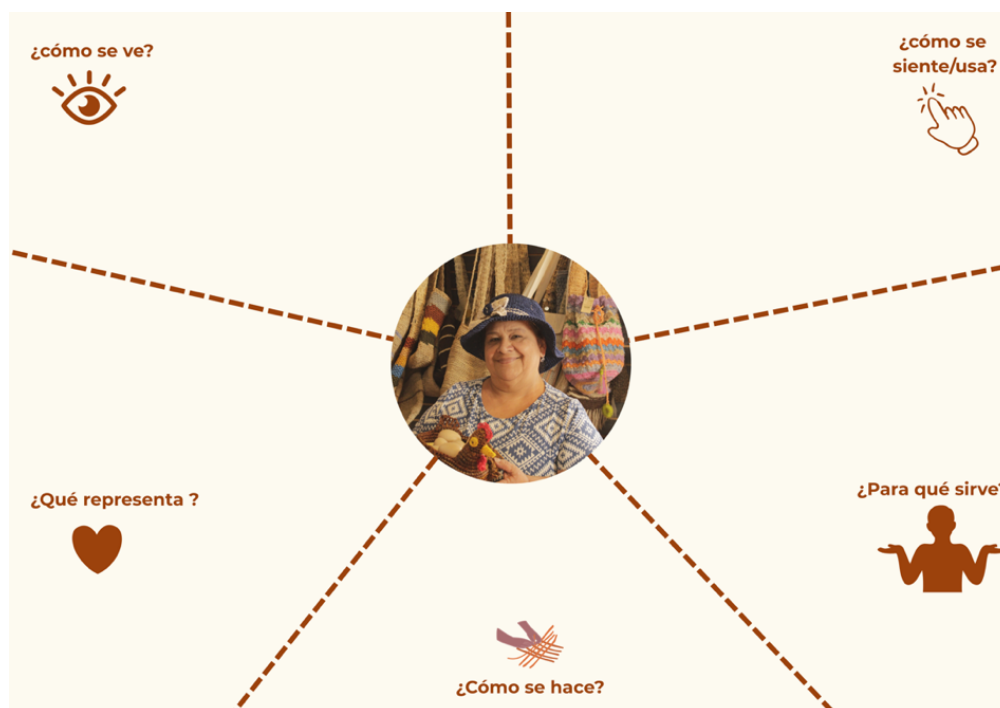 ¿cómo se ve?
¿cómo se
siente/usa?
¿Qué representa ?
¿Para qué sirve?
¿Cómo se hace?